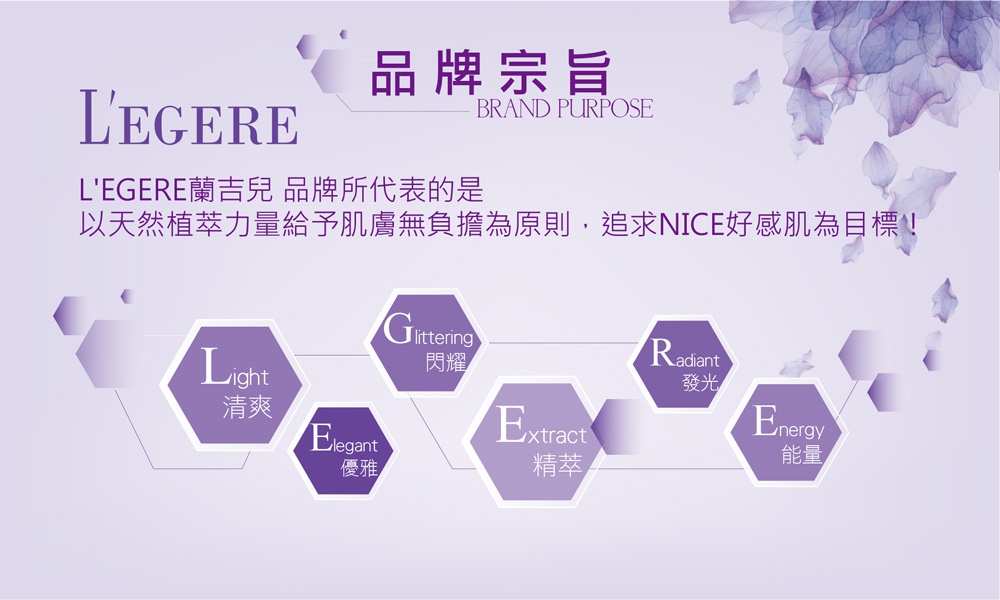 品牌宗旨
BRAND PURPOSE
L'EGERE
L'EGERE蘭吉兒 品牌所代表的是
以天然植萃力量給予肌膚無負擔為原則，追求NICE好感肌為目標！
Light
清爽
Elegant
優雅
Glittering
閃耀
Extract
精萃
Radiant
發光
Energy
能量